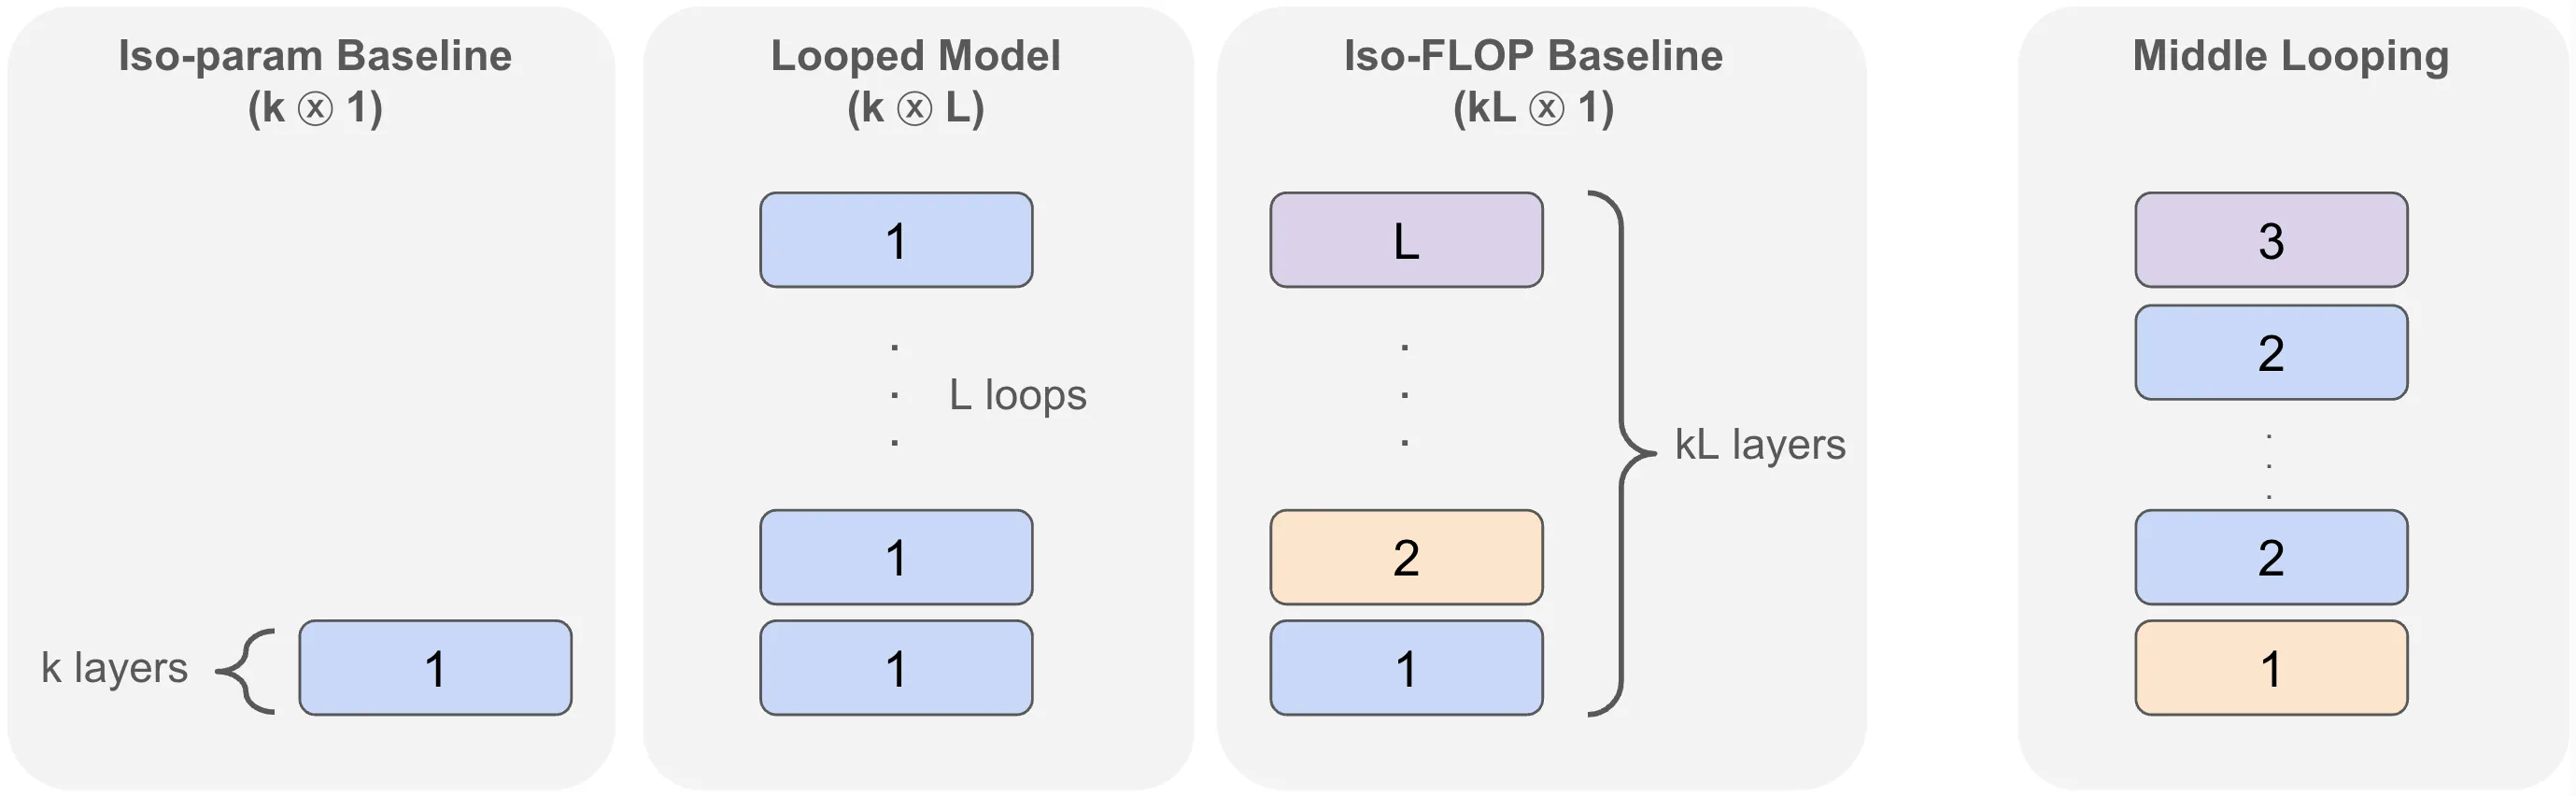 Iso-param Baseline
(k ⓧ 1)
k layers
1
Looped Model
(k ⓧ L)
1
.
.
.
L loops
1
1
Iso-FLOP Baseline
(kL ⓧ 1)
L
.
.
.
2
1
kL layers
Middle Looping
3
2
.
.
.
2
1